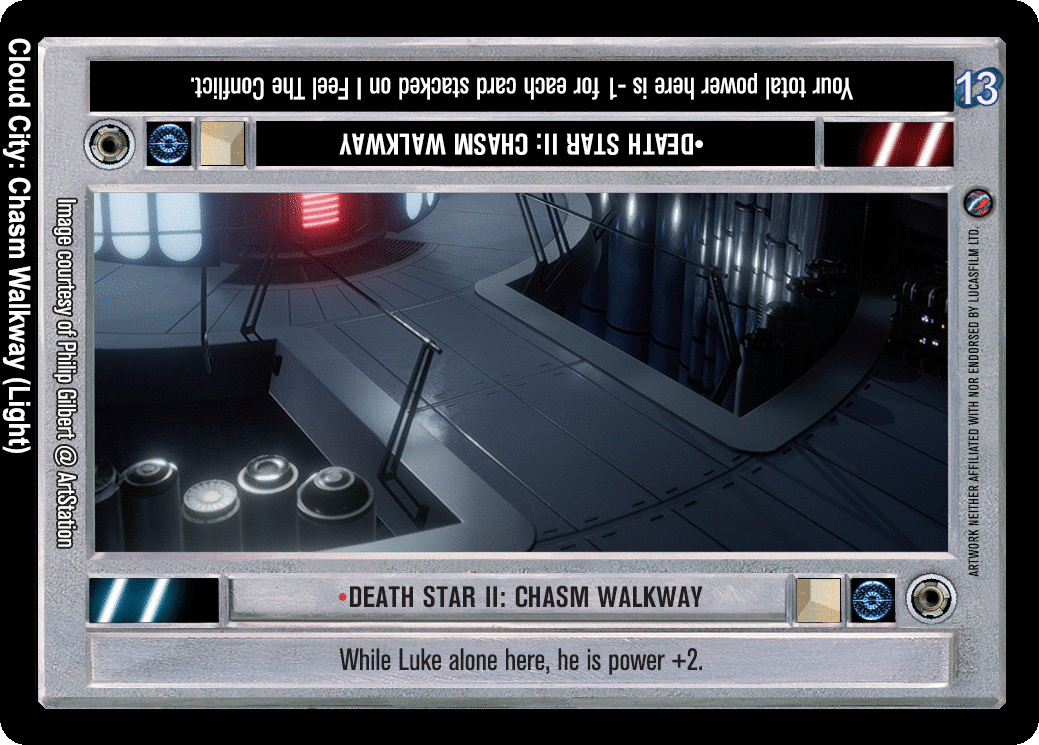 Your total power here is -1 for each card stacked on I Feel The Conflict.
13
•DEATH STAR II: CHASM WALKWAY
Cloud City: Chasm Walkway (Light)
Image courtesy of Philip Gilbert @ ArtStation
ARTWORK NEITHER AFFILIATED WITH NOR ENDORSED BY LUCASFILM LTD.
•DEATH STAR II: CHASM WALKWAY
While Luke alone here, he is power +2.